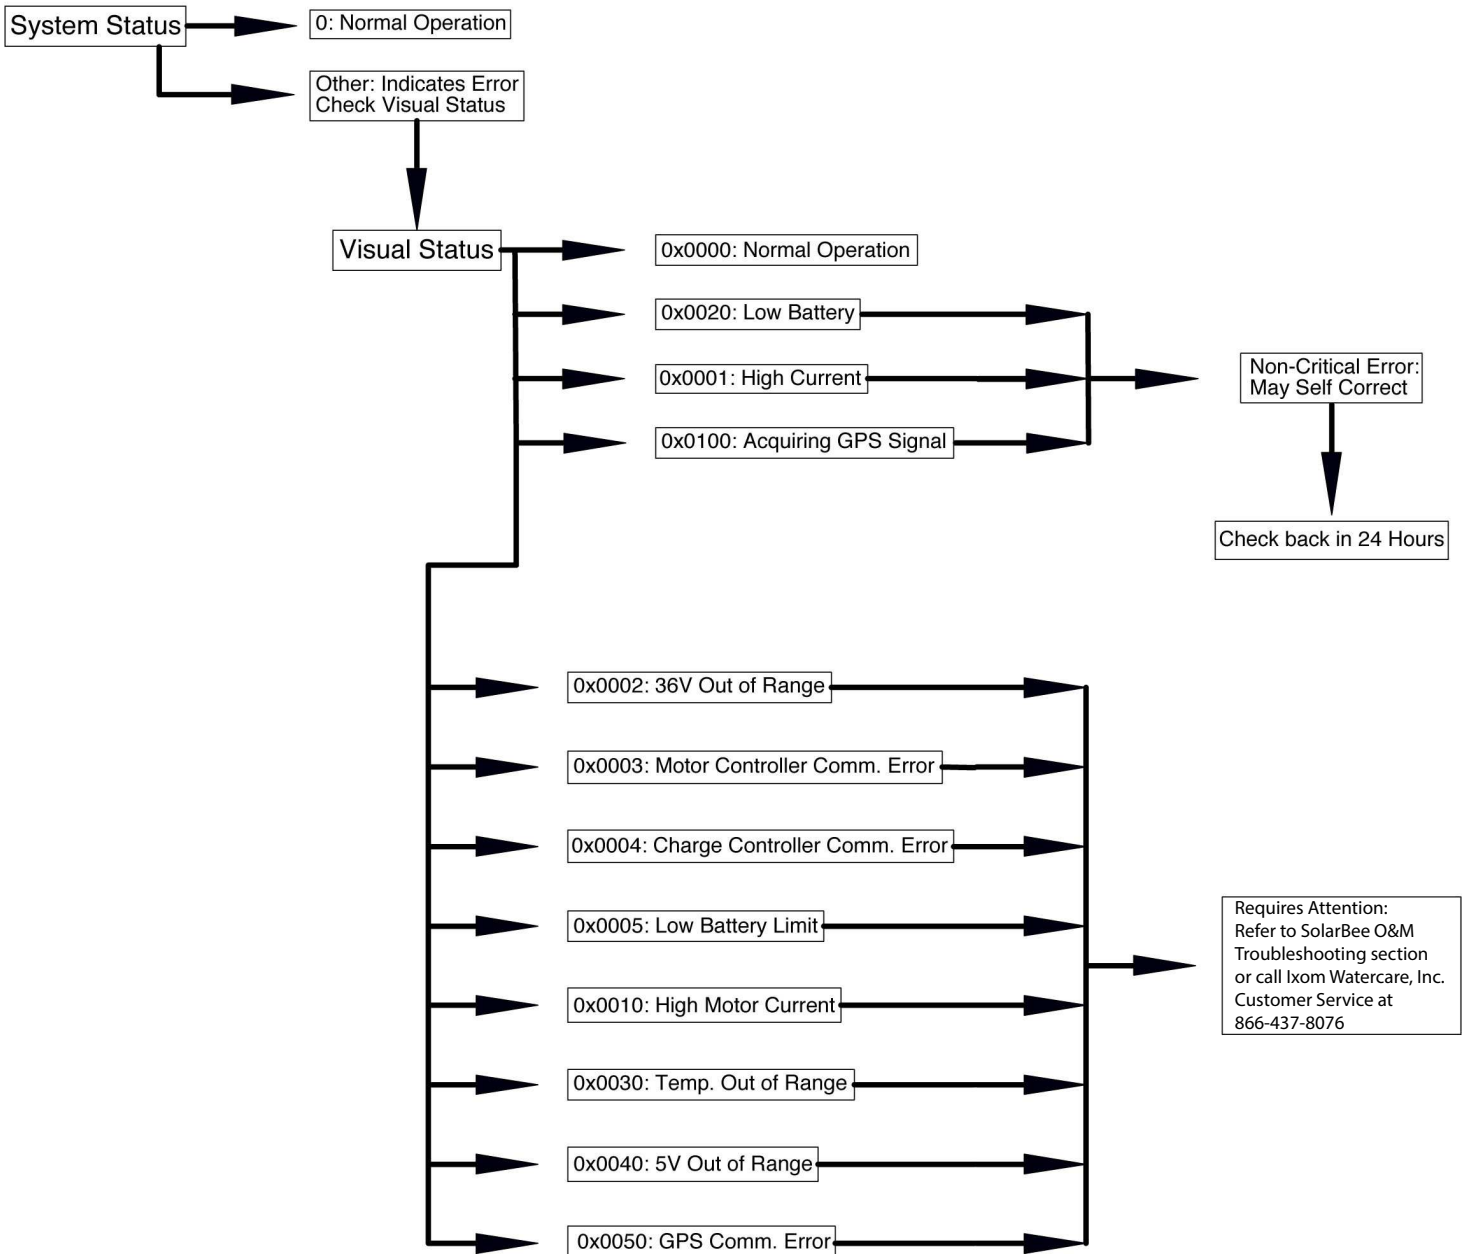 System Status
0: Normal Operation
Other: Indicates Error
Check Visual Status
Visual Status
0x0000: Normal Operation
0x0020: Low Battery
0x0001: High Current
0x0100: Acquiring GPS Signal
Non-Critical Error:
May Self Correct
Check back in 24 Hours
0x0002: 36V Out of Range
0x0003: Motor Controller Comm. Error
0x0004: Charge Controller Comm. Error
0x0005: Low Battery Limit
0x0010: High Motor Current
0x0030: Temp. Out of Range
0x0040: 5V Out of Range
0x0050: GPS Comm. Error
Requires Attention:
Refer to SolarBee O&M
Troubleshooting section
or call Ixom Watercare, Inc.
Customer Service at
866-437-8076